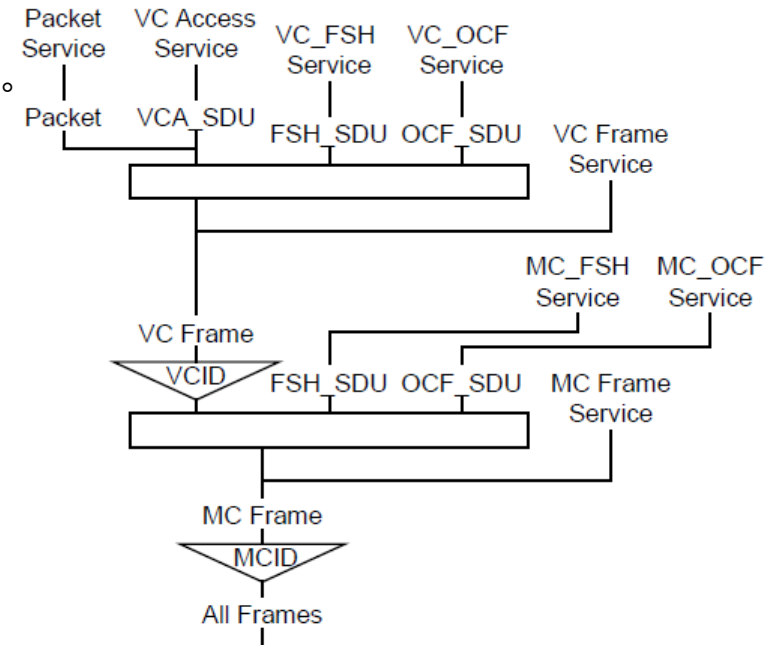 Packet
Service
VC Access
Service
VC_FSH
Service
VC_OCF
Service
Packet
VCA_SDU
FSH_SDU
OCF_SDU
VC Frame
Service
MC_FSH
Service
MC_OCF
Service
VC Frame
VCID
FSH_SDU
OCF_SDU
MC Frame
Service
MC Frame
MCID
All Frames